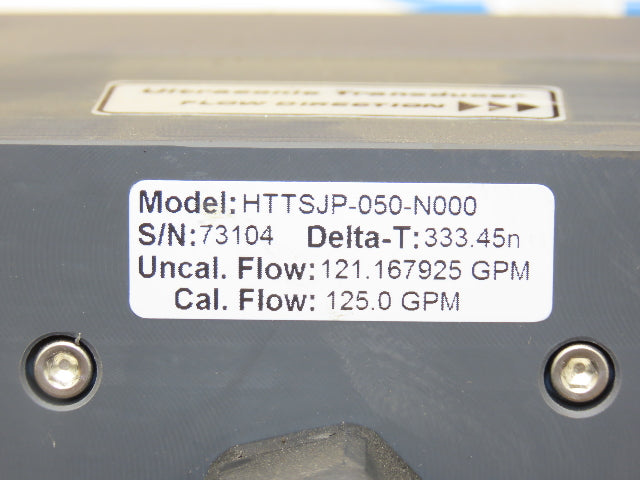 Ultrasonic Transducer
FLOW DIRECTION
Model: HTTSJP-050-N000
S/N: 73104 Delta-T: 333.45n
Uncal. Flow: 121.167925 GPM
Cal. Flow: 125.0 GPM